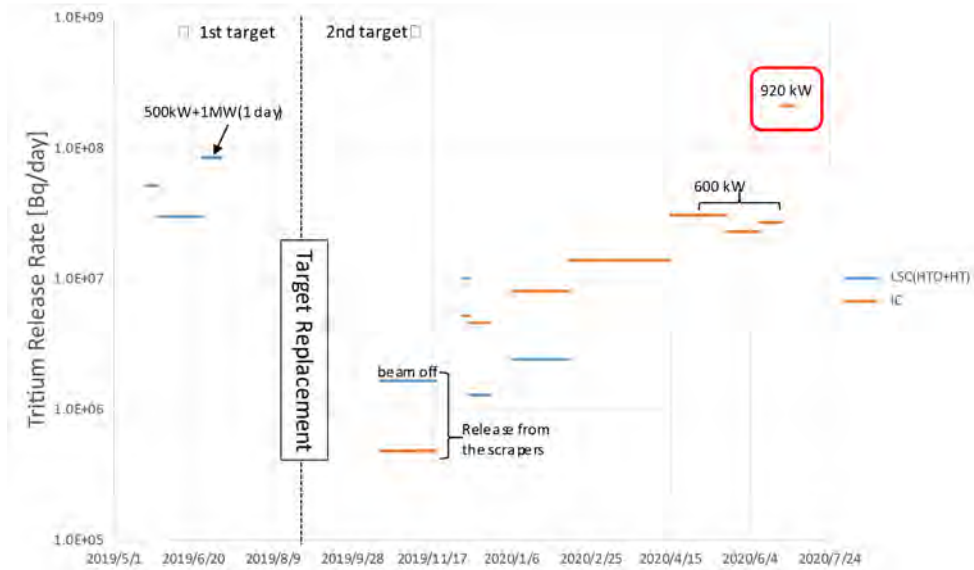 1.0E+09
1.0E+08
1.0E+07
1.0E+06
1.0E+05
Tritium Release Rate [Bq/day]
1st target
2nd target
500kW+1MW(1 day)
Target Replacement
beam off
Release from
the scrapers
600 kW
920 kW
LSC(HTO+HT)
IC
2019/5/1
2019/6/20
2019/8/9
2019/9/28
2019/11/17
2020/1/6
2020/2/25
2020/4/15
2020/6/4
2020/7/24